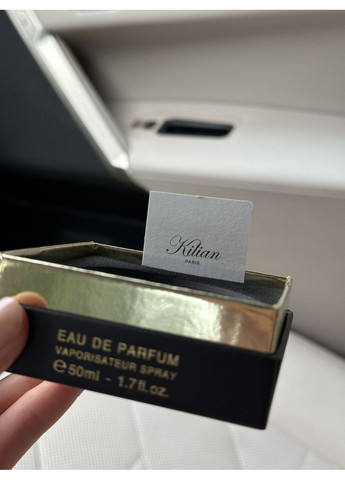 Kilian
PARIS
EAU DE PARFUM
VAPORISATEUR SPRAY
℮50ml - 1.7fl.oz.